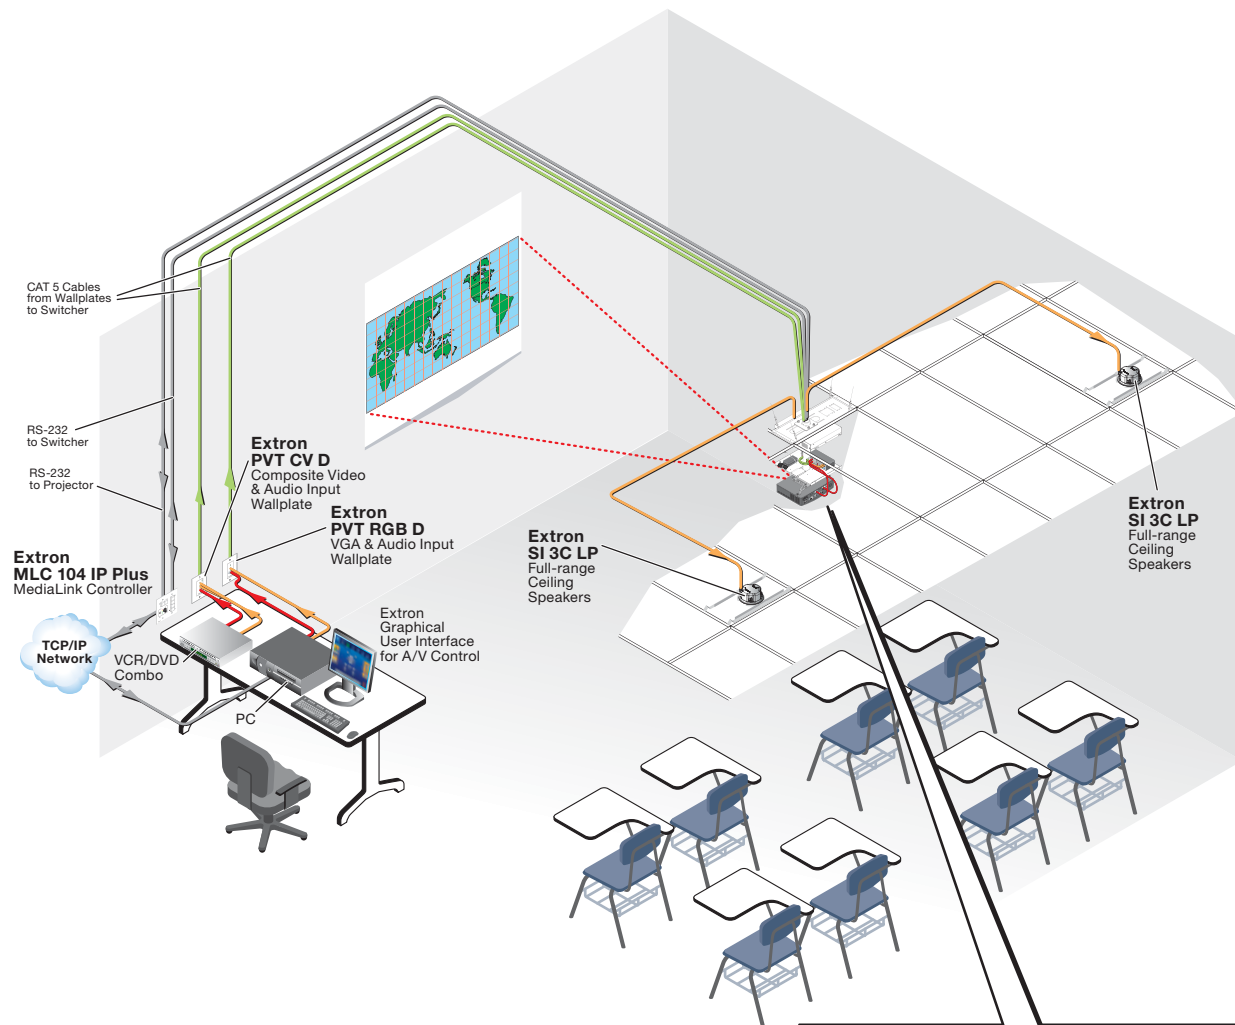 CAT 5 Cables
from Wallplates
to Switcher
RS-232
to Switcher
RS-232
to Projector
Extron
PVT CV D
Composite Video
& Audio Input
Wallplate
Extron
PVT RGB D
VGA & Audio Input
Wallplate
Extron
MLC 104 IP Plus
MediaLink Controller
TCP/IP
Network
VCR/DVD
Combo
PC
Extron
Graphical
User Interface
for A/V Control
Extron
SI 3C LP
Full-range
Ceiling
Speakers
Extron
SI 3C LP
Full-range
Ceiling
Speakers